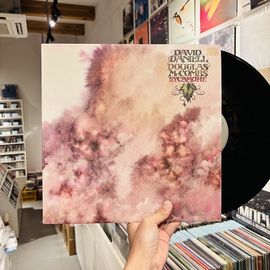 DAVID
DANIELL
DOUGLAS
McCOMBS
SYCAMORE